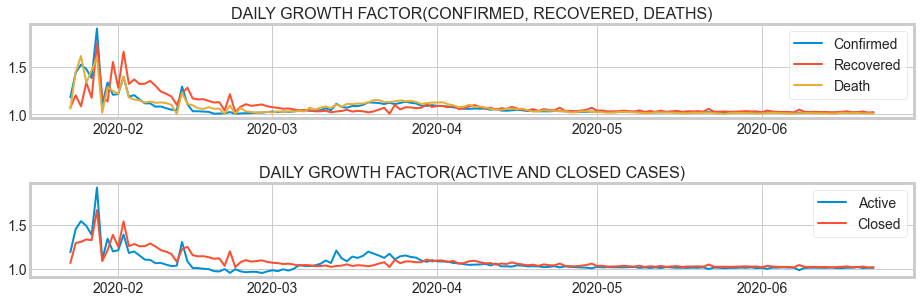 DAILY GROWTH FACTOR(CONFIRMED, RECOVERED, DEATHS)
Confirmed
Recovered
Death
1.5
1.0
2020-02 2020-03 2020-04 2020-05 2020-06
DAILY GROWTH FACTOR(ACTIVE AND CLOSED CASES)
Active
Closed
1.5
1.0
2020-02 2020-03 2020-04 2020-05 2020-06